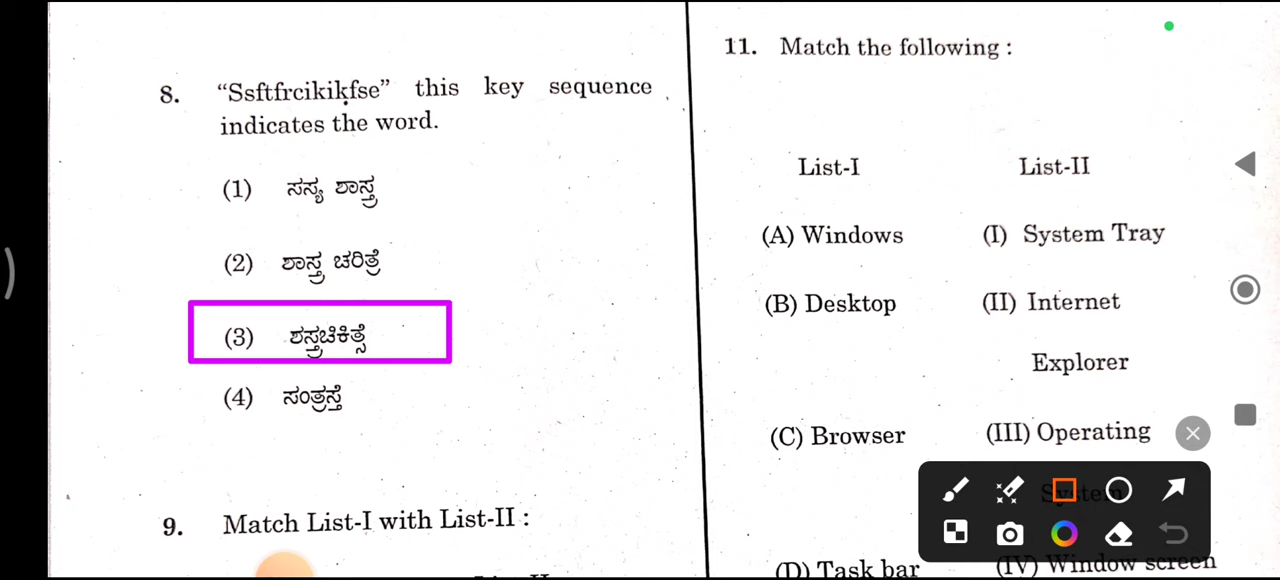 8. “Ssftfrcikiḳfse” this key sequence
indicates the word.
(1) ಸಸ್ಯ ಶಾಸ್ತ್ರ
(2) ಶಾಸ್ತ್ರ ಚರಿತ್ರೆ
(3) ಶಸ್ತ್ರಚಿಕಿತ್ಸೆ
(4) ಸಂತ್ರಸ್ತೆ
9. Match List-I with List-II :
11. Match the following :
List-I List-II
(A) Windows (I) System Tray
(B) Desktop (II) Internet
Explorer
(C) Browser (III) Operating
System
(D) Task bar (IV) Window screen